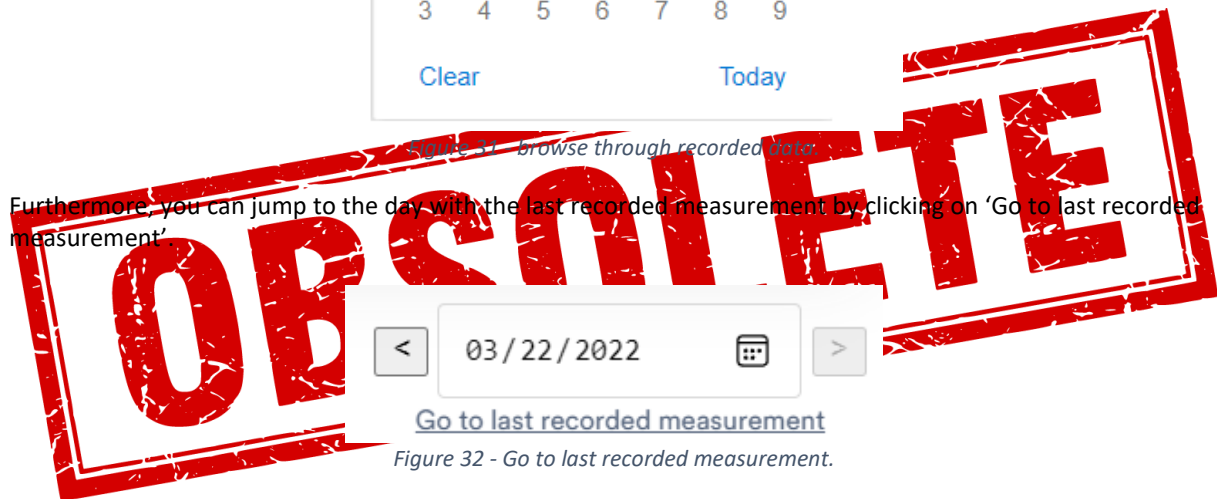 3 4 5 6 7 8 9
Clear Today
Figure 31 - browse through recorded data.
Furthermore, you can jump to the day with the last recorded measurement by clicking on ‘Go to last recorded
measurement’.
OBSOLETE
< 03/22/2022 >
Go to last recorded measurement
Figure 32 - Go to last recorded measurement.